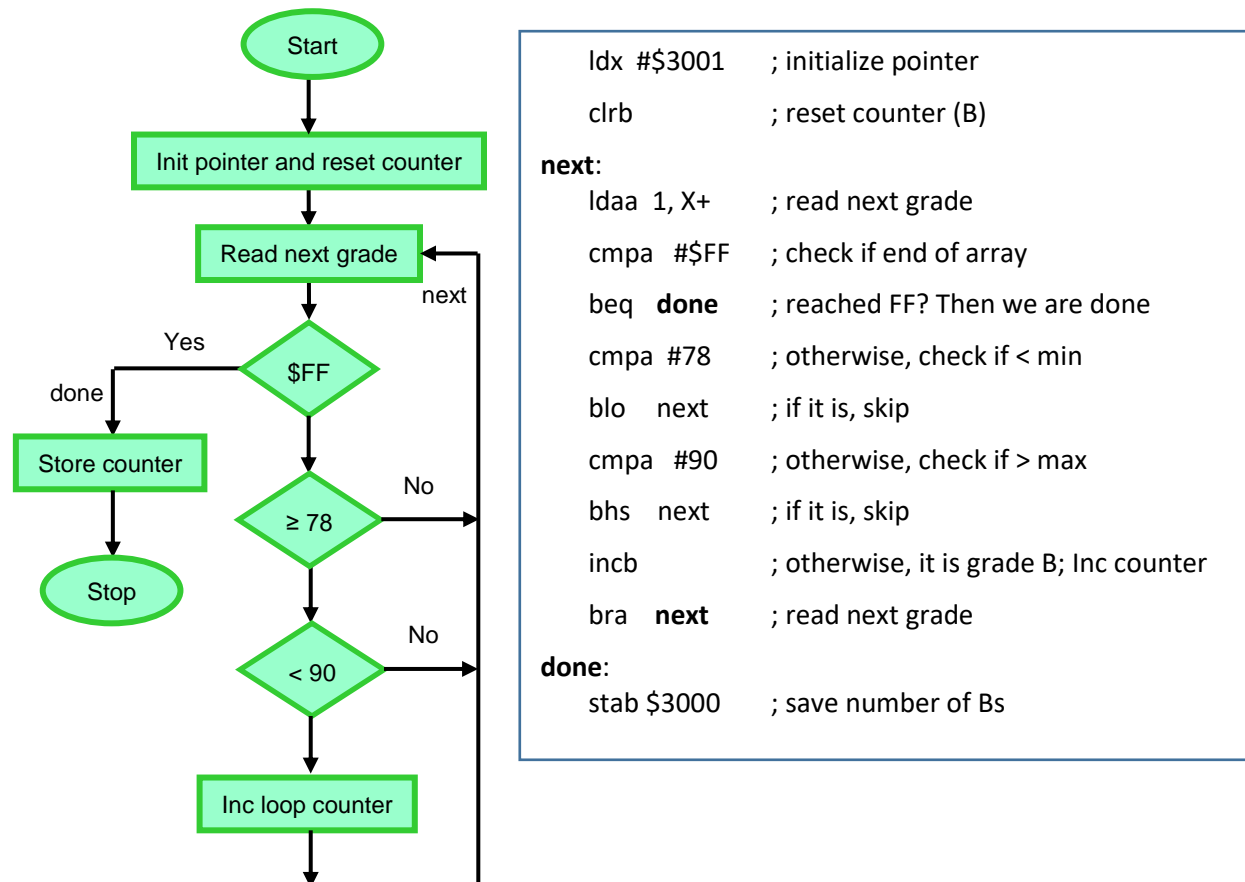 Start
Init pointer and reset counter
Read next grade
next
Yes
$FF
done
Store counter
No
≥ 78
Stop
No
< 90
Inc loop counter
ldx #$3001 ; initialize pointer
clrb ; reset counter (B)
next:
ldaa 1, X+ ; read next grade
cmpa #$FF ; check if end of array
beq done ; reached FF? Then we are done
cmpa #78 ; otherwise, check if < min
blo next ; if it is, skip
cmpa #90 ; otherwise, check if > max
bhs next ; if it is, skip
incb ; otherwise, it is grade B; Inc counter
bra next ; read next grade
done:
stab $3000 ; save number of Bs